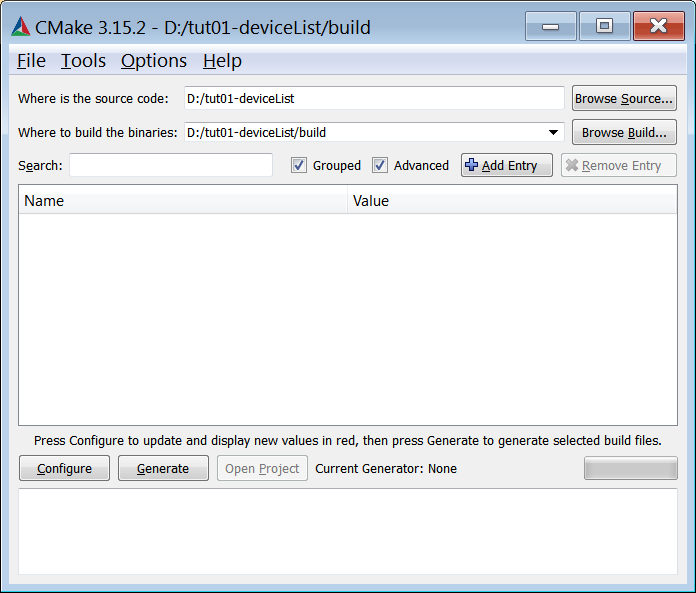 CMake 3.15.2 - D:/tut01-deviceList/build
File Tools Options Help
Where is the source code: D:/tut01-deviceList Browse Source...
Where to build the binaries: D:/tut01-deviceList/build Browse Build...
Search: Grouped Advanced Add Entry Remove Entry
Name Value
Press Configure to update and display new values in red, then press Generate to generate selected build files.
Configure Generate Open Project Current Generator: None